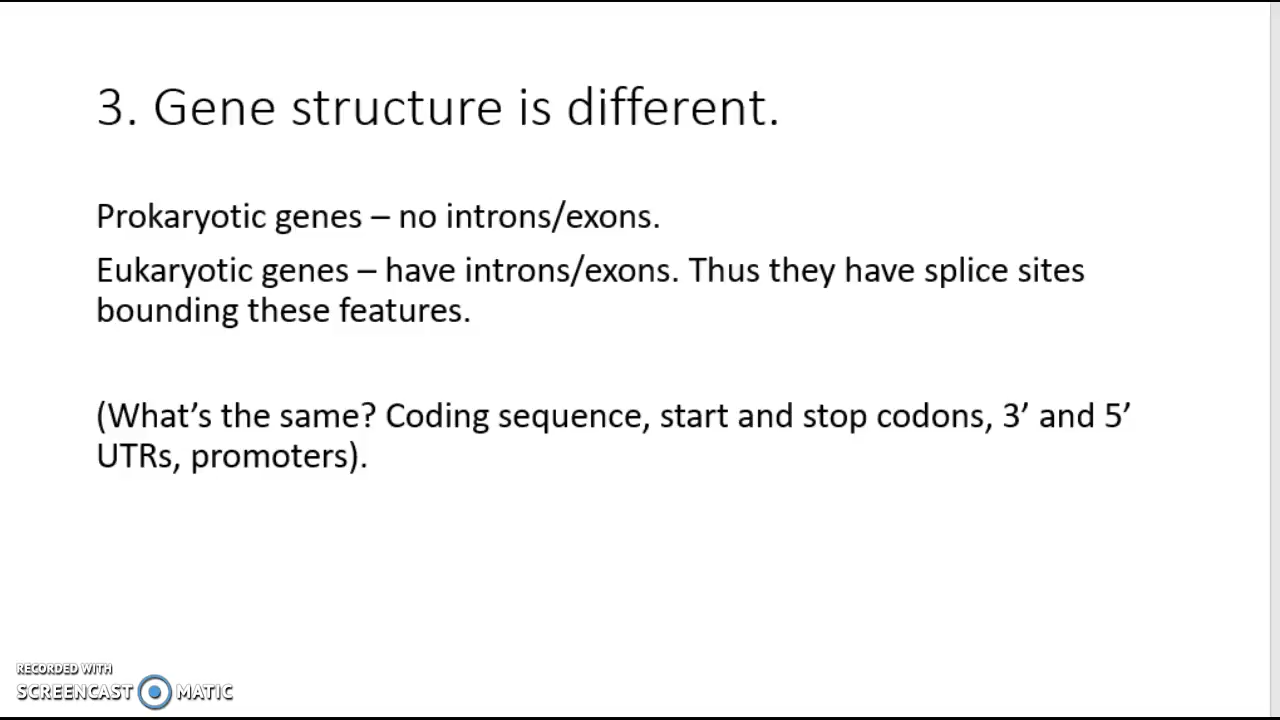 3. Gene structure is different.
Prokaryotic genes – no introns/exons.
Eukaryotic genes – have introns/exons. Thus they have splice sites
bounding these features.
(What’s the same? Coding sequence, start and stop codons, 3’ and 5’
UTRs, promoters).
RECORDED WITH
SCREENCAST MATIC